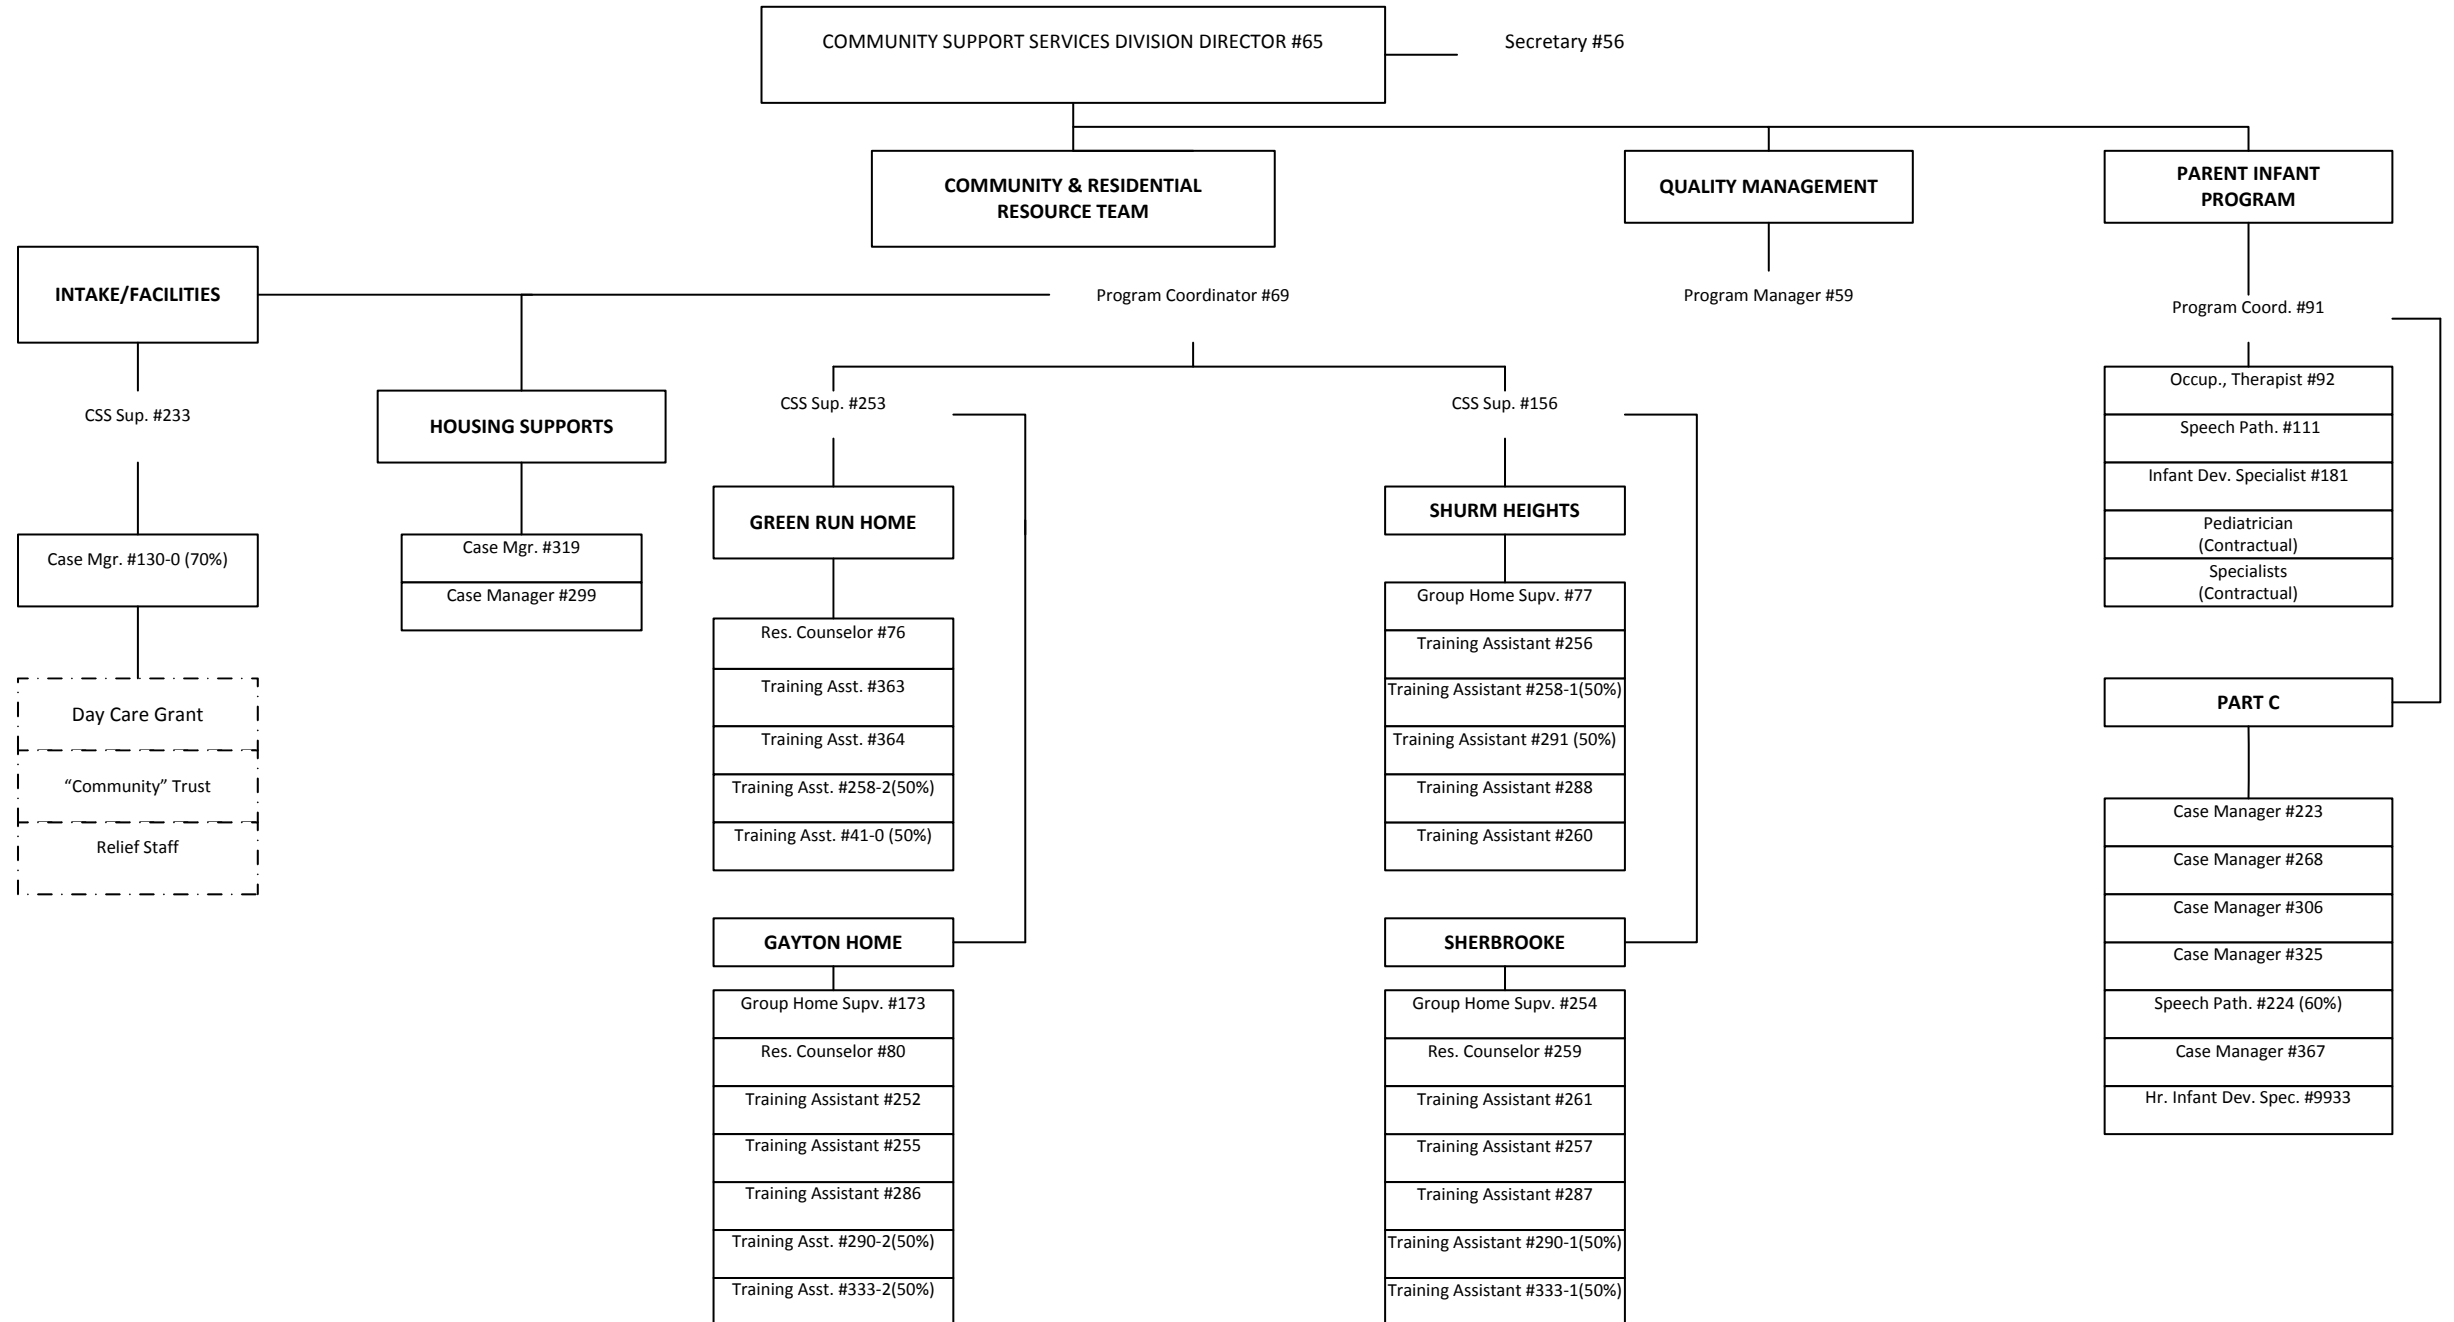 COMMUNITY SUPPORT SERVICES DIVISION DIRECTOR #65
Secretary #56
COMMUNITY & RESIDENTIAL
RESOURCE TEAM
QUALITY MANAGEMENT
PARENT INFANT
PROGRAM
INTAKE/FACILITIES
Program Coordinator #69
Program Manager #59
Program Coord. #91
CSS Sup. #233
HOUSING SUPPORTS
CSS Sup. #253
CSS Sup. #156
Case Mgr. #130-0 (70%)
Day Care Grant
“Community” Trust
Relief Staff
Case Mgr. #319
Case Manager #299
GREEN RUN HOME
Res. Counselor #76
Training Asst. #363
Training Asst. #364
Training Asst. #258-2(50%)
Training Asst. #41-0 (50%)
GAYTON HOME
Group Home Supv. #173
Res. Counselor #80
Training Assistant #252
Training Assistant #255
Training Assistant #286
Training Asst. #290-2(50%)
Training Asst. #333-2(50%)
SHURM HEIGHTS
Group Home Supv. #77
Training Assistant #256
Training Assistant #258-1(50%)
Training Assistant #291 (50%)
Training Assistant #288
Training Assistant #260
SHERBROOKE
Group Home Supv. #254
Res. Counselor #259
Training Assistant #261
Training Assistant #257
Training Assistant #287
Training Assistant #290-1(50%)
Training Assistant #333-1(50%)
Occup., Therapist #92
Speech Path. #111
Infant Dev. Specialist #181
Pediatrician
(Contractual)
Specialists
(Contractual)
PART C
Case Manager #223
Case Manager #268
Case Manager #306
Case Manager #325
Speech Path. #224 (60%)
Case Manager #367
Hr. Infant Dev. Spec. #9933